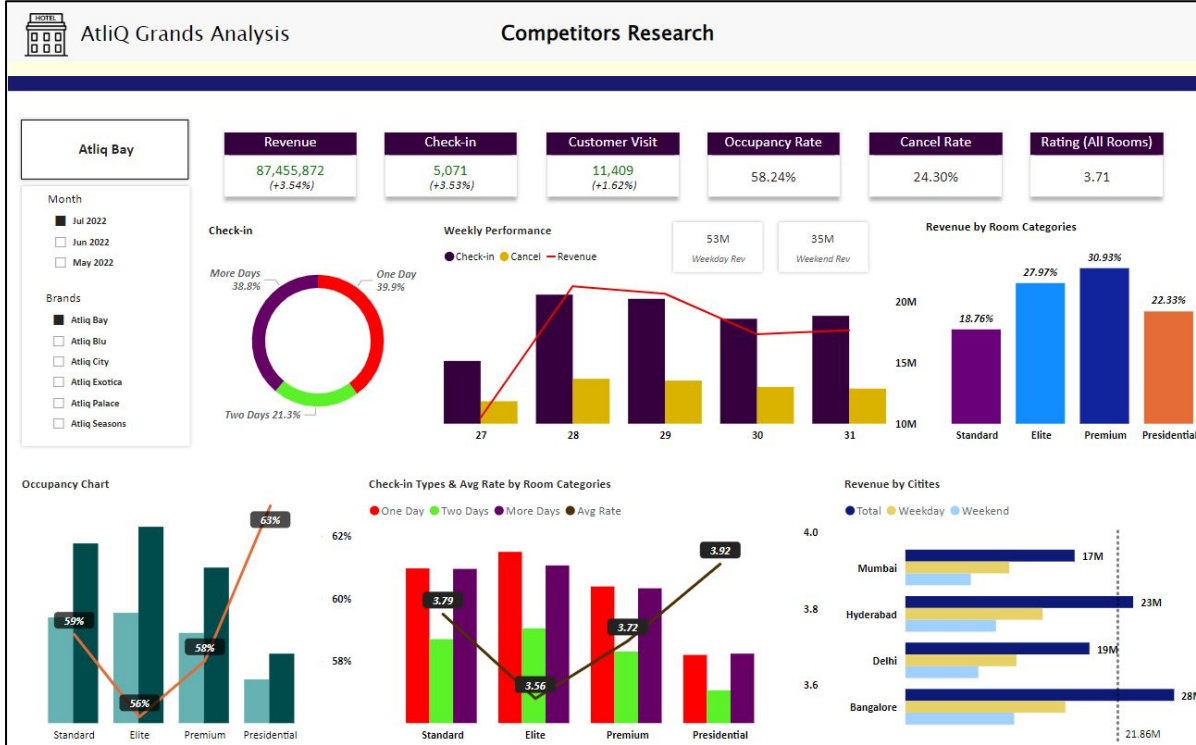 HOTEL
AtliQ Grands Analysis
Competitors Research
Atliq Bay
Revenue
87,455,872
(+3.54%)
Check-in
5,071
(+3.53%)
Customer Visit
11,409
(+1.62%)
Occupancy Rate
58.24%
Cancel Rate
24.30%
Rating (All Rooms)
3.71
Month
Jul 2022
Jun 2022
May 2022
Brands
Atliq Bay
Atliq Blu
Atliq City
Atliq Exotica
Atliq Palace
Atliq Seasons
Check-in
More Days
38.8%
One Day
39.9%
Two Days 21.3%
Weekly Performance
Check-in Cancel Revenue
53M
Weekday Rev
35M
Weekend Rev
27 28 29 30 31
Revenue by Room Categories
20M
15M
10M
18.76%
27.97%
30.93%
22.33%
Standard Elite Premium Presidential
Occupancy Chart
59%
56%
58%
63%
62%
60%
58%
Standard Elite Premium Presidential
Check-in Types & Avg Rate by Room Categories
One Day Two Days More Days Avg Rate
3.79
3.56
3.72
3.92
4.0
3.8
3.6
Standard Elite Premium Presidential
Revenue by Citites
Total Weekday Weekend
Mumbai 17M
Hyderabad 23M
Delhi 19M
Bangalore 28M
21.86M